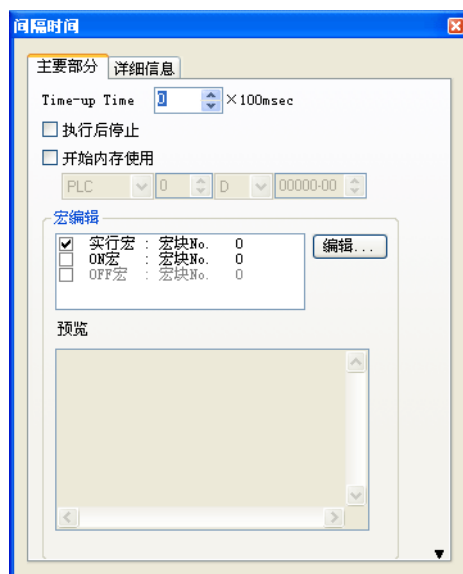 间隔时间
主要部分 详细信息
Time-up Time 0 ×100msec
执行后停止
开始内存使用
PLC 0 D 00000-00
宏编辑
实行宏 : 宏块No. 0 编辑...
ON宏 : 宏块No. 0
OFF宏 : 宏块No. 0
预览